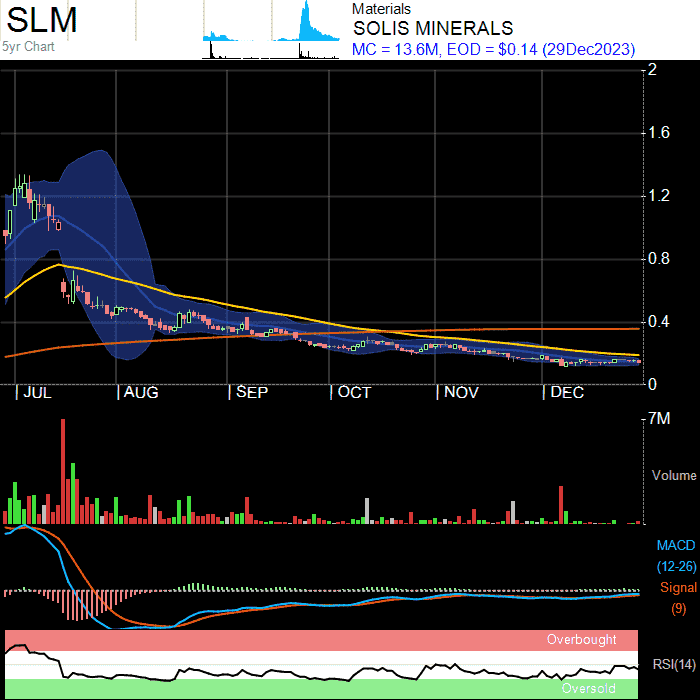 SLM
5yr Chart
Materials
SOLIS MINERALS
MC = 13.6M, EOD = $0.14 (29Dec2023)
2
1.6
1.2
0.8
0.4
0
JUL AUG SEP OCT NOV DEC
7M
Volume
MACD
(12-26)
Signal
(9)
Overbought
RSI(14)
Oversold